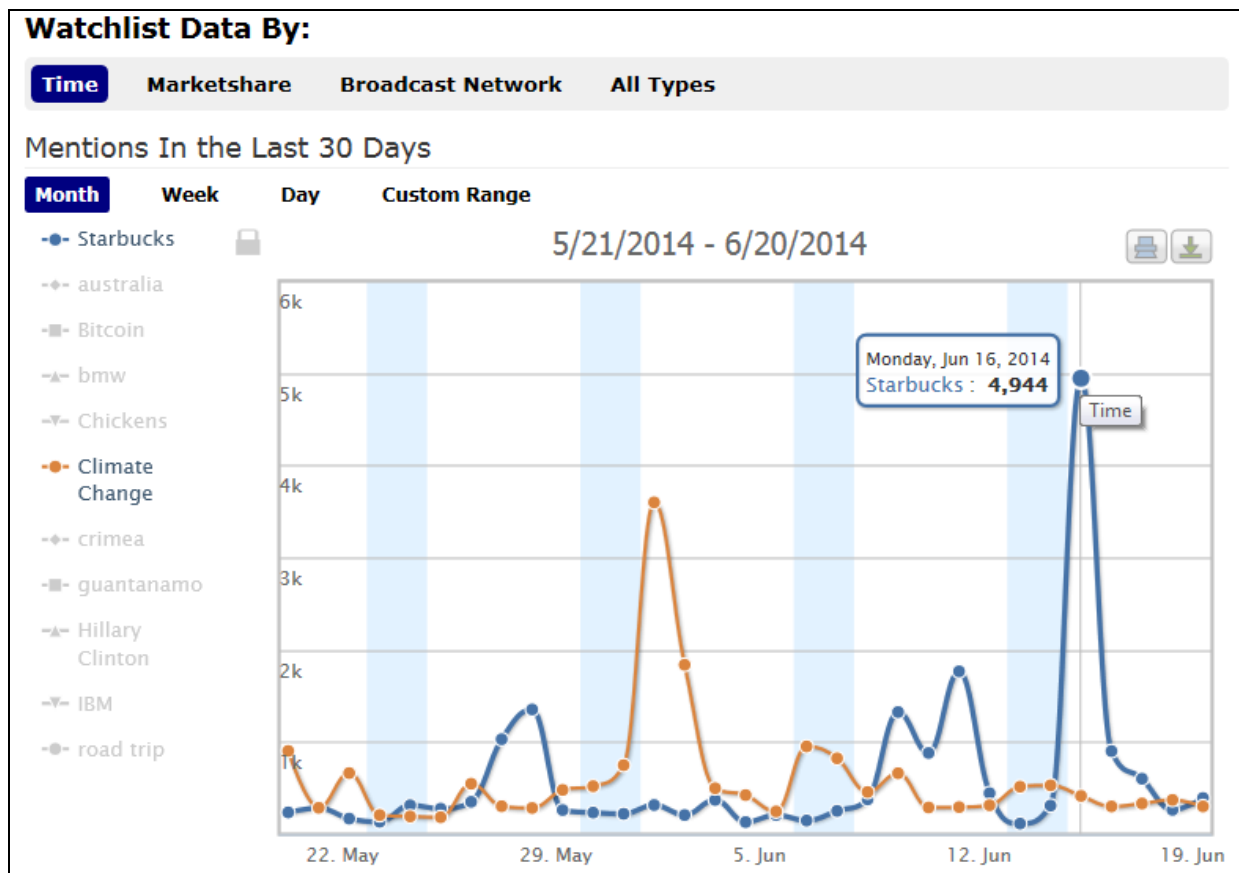 Watchlist Data By:
Time Marketshare Broadcast Network All Types
Mentions In the Last 30 Days
Month Week Day Custom Range
Starbucks
australia
Bitcoin
bmw
Chickens
Climate
Change
crimea
guantanamo
Hillary
Clinton
IBM
road trip
5/21/2014 - 6/20/2014
6k
5k
4k
3k
2k
1k
Monday, Jun 16, 2014
Starbucks : 4,944
Time
22. May 29. May 5. Jun 12. Jun 19. Jun